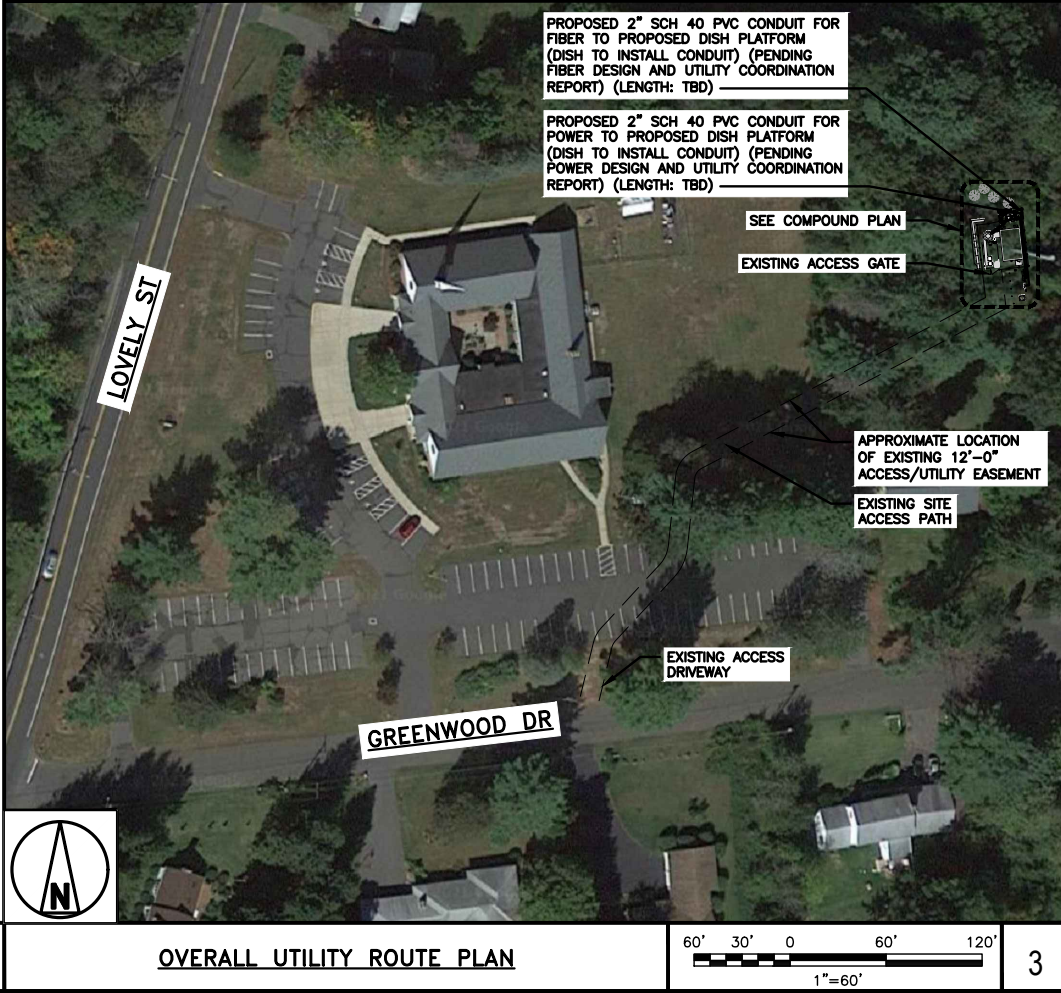 PROPOSED 2" SCH 40 PVC CONDUIT FOR
FIBER TO PROPOSED DISH PLATFORM
(DISH TO INSTALL CONDUIT) (PENDING
FIBER DESIGN AND UTILITY COORDINATION
REPORT) (LENGTH: TBD)
PROPOSED 2" SCH 40 PVC CONDUIT FOR
POWER TO PROPOSED DISH PLATFORM
(DISH TO INSTALL CONDUIT) (PENDING
POWER DESIGN AND UTILITY COORDINATION
REPORT) (LENGTH: TBD)
SEE COMPOUND PLAN
EXISTING ACCESS GATE
LOVELY ST
APPROXIMATE LOCATION
OF EXISTING 12'-0"
ACCESS/UTILITY EASEMENT
EXISTING SITE
ACCESS PATH
EXISTING ACCESS
DRIVEWAY
GREENWOOD DR
N
OVERALL UTILITY ROUTE PLAN
60' 30' 0 60' 120'
1"=60'
3